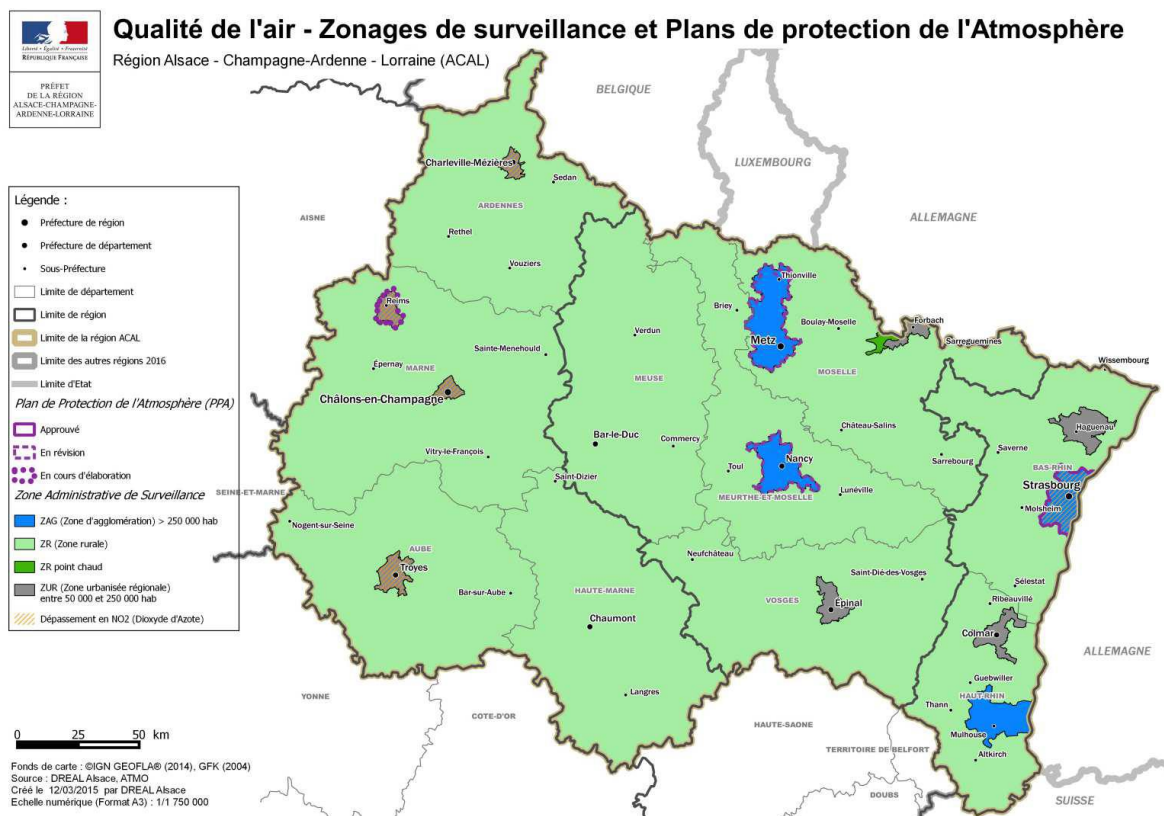 Qualité de l'air - Zonages de surveillance et Plans de protection de l'Atmosphère
Région Alsace - Champagne-Ardenne - Lorraine (ACAL)
Liberté • Égalité • Fraternité
RÉPUBLIQUE FRANÇAISE
PRÉFET
DE LA RÉGION
ALSACE-CHAMPAGNE-
ARDENNE-LORRAINE
BELGIQUE
LUXEMBOURG
ALLEMAGNE
AISNE
Charleville-Mézières
Sedan
ARDENNES
Rethel
Vouziers
Légende :
Préfecture de région
Préfecture de département
Sous-Préfecture
Limite de département
Limite de région
Limite de la région ACAL
Limite des autres régions 2016
Limite d'Etat
Plan de Protection de l'Atmosphère (PPA)
Approuvé
En révision
En cours d'élaboration
Zone Administrative de Surveillance
ZAG (Zone d'agglomération) > 250 000 hab
ZR (Zone rurale)
ZR point chaud
ZUR (Zone urbanisée régionale)
entre 50 000 et 250 000 hab
Dépassement en NO2 (Dioxyde d'Azote)
Reims
Thionville
Briey
Boulay-Moselle
Forbach
Verdun
Metz
Sarreguemines
Sainte-Menehould
Wissembourg
Épernay
MARNE
MEUSE
MOSELLE
Châlons-en-Champagne
Château-Salins
Haguenau
Bar-le-Duc
Commercy
Vitry-le-François
Nancy
Toul
Sarrebourg
Saverne
BAS-RHIN
Saint-Dizier
MEURTHE-ET-MOSELLE
Lunéville
Strasbourg
Molsheim
SEINE-ET-MARNE
Nogent-sur-Seine
AUBE
Troyes
Neufchâteau
Saint-Dié-des-Vosges
Sélestat
Bar-sur-Aube
HAUTE-MARNE
VOSGES
Épinal
Ribeauvillé
Chaumont
Colmar
ALLEMAGNE
Guebwiller
HAUT-RHIN
Langres
Thann
YONNE
COTE-D'OR
HAUTE-SAONE
Mulhouse
TERRITOIRE DE BELFORT
Altkirch
DOUBS
SUISSE
0 25 50 km
Fonds de carte : ©IGN GEOFLA® (2014), GFK (2004)
Source : DREAL Alsace, ATMO
Créé le 12/03/2015 par DREAL Alsace
Echelle numérique (Format A3) : 1/1 750 000